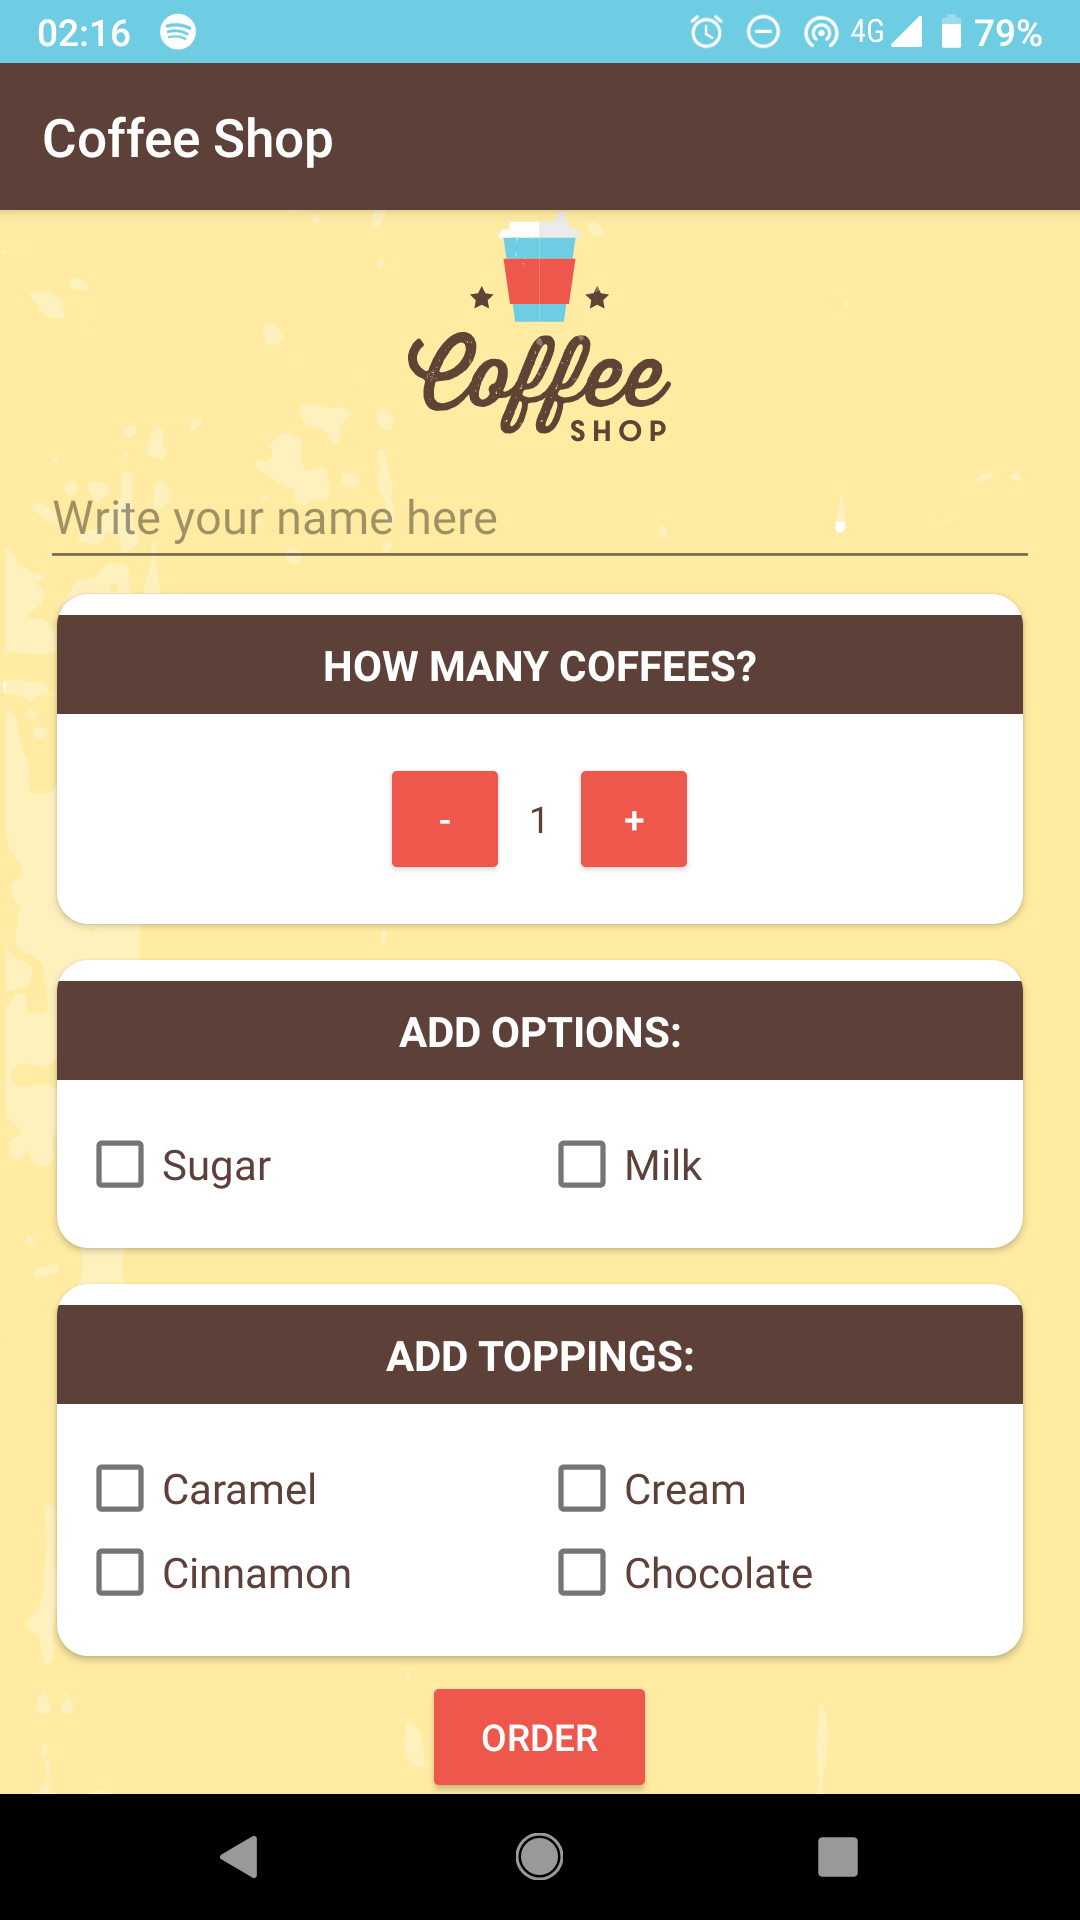 02:16 4G 79%
Coffee Shop
Coffee
SHOP
Write your name here
HOW MANY COFFEES?
- 1 +
ADD OPTIONS:
Sugar Milk
ADD TOPPINGS:
Caramel Cream
Cinnamon Chocolate
ORDER